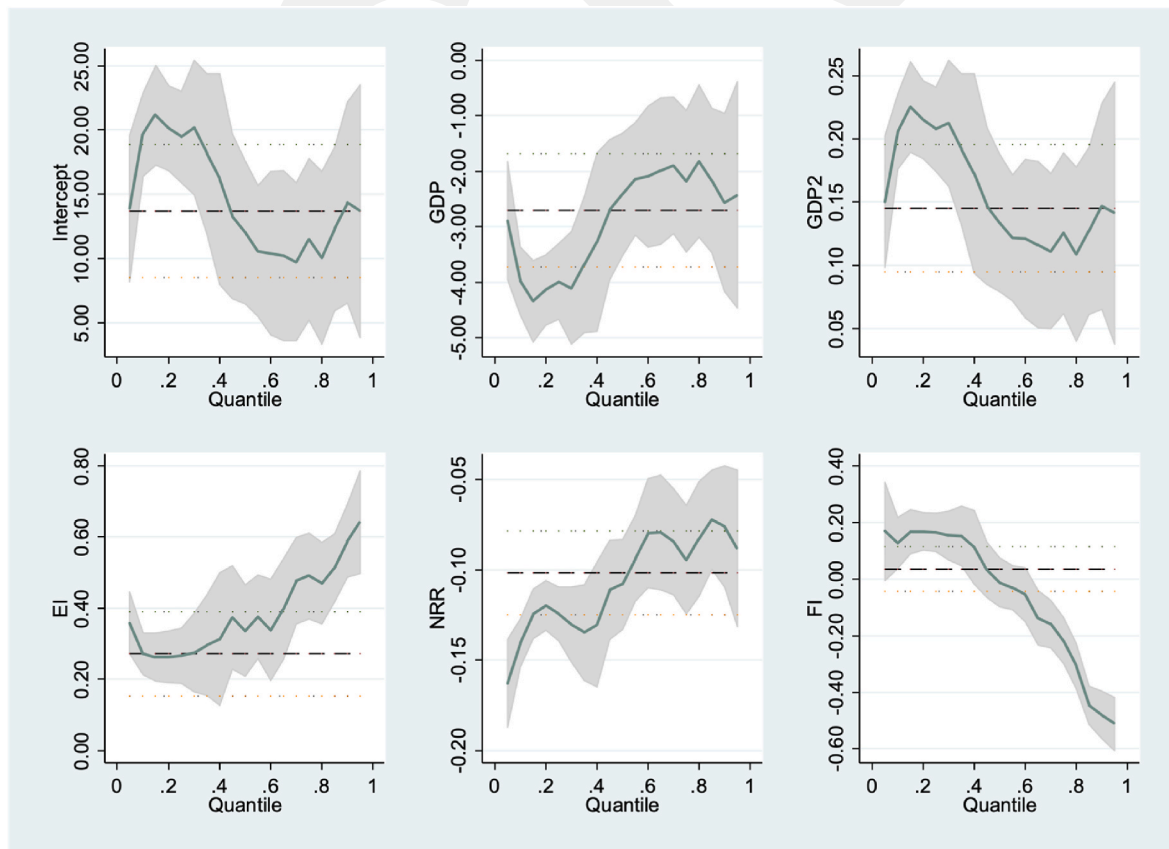 Intercept
25.00
20.00
15.00
10.00
5.00
0 .2 .4 .6 .8 1
Quantile
GDP
0.00
-1.00
-2.00
-3.00
-4.00
-5.00
0 .2 .4 .6 .8 1
Quantile
GDP2
0.25
0.20
0.15
0.10
0.05
0 .2 .4 .6 .8 1
Quantile
EI
0.80
0.60
0.40
0.20
0.00
0 .2 .4 .6 .8 1
Quantile
NRR
-0.05
-0.10
-0.15
-0.20
0 .2 .4 .6 .8 1
Quantile
FI
0.40
0.20
0.00
-0.20
-0.40
-0.60
0 .2 .4 .6 .8 1
Quantile